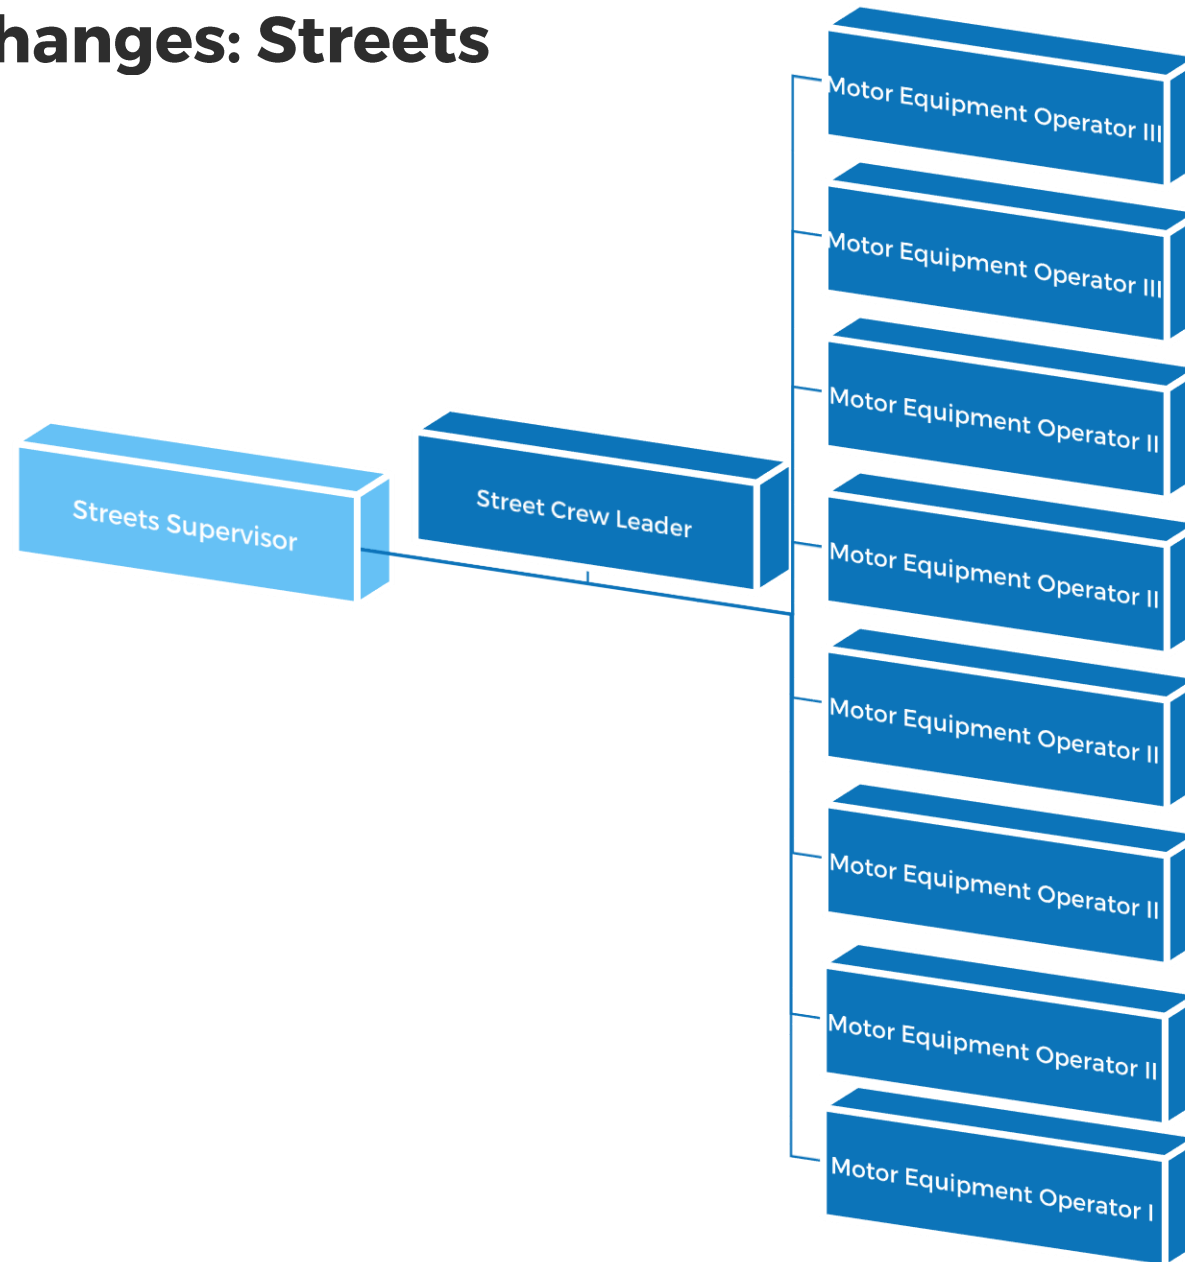 hanges: Streets
Motor Equipment Operator III
Motor Equipment Operator III
Motor Equipment Operator II
Streets Supervisor
Street Crew Leader
Motor Equipment Operator II
Motor Equipment Operator II
Motor Equipment Operator II
Motor Equipment Operator II
Motor Equipment Operator I